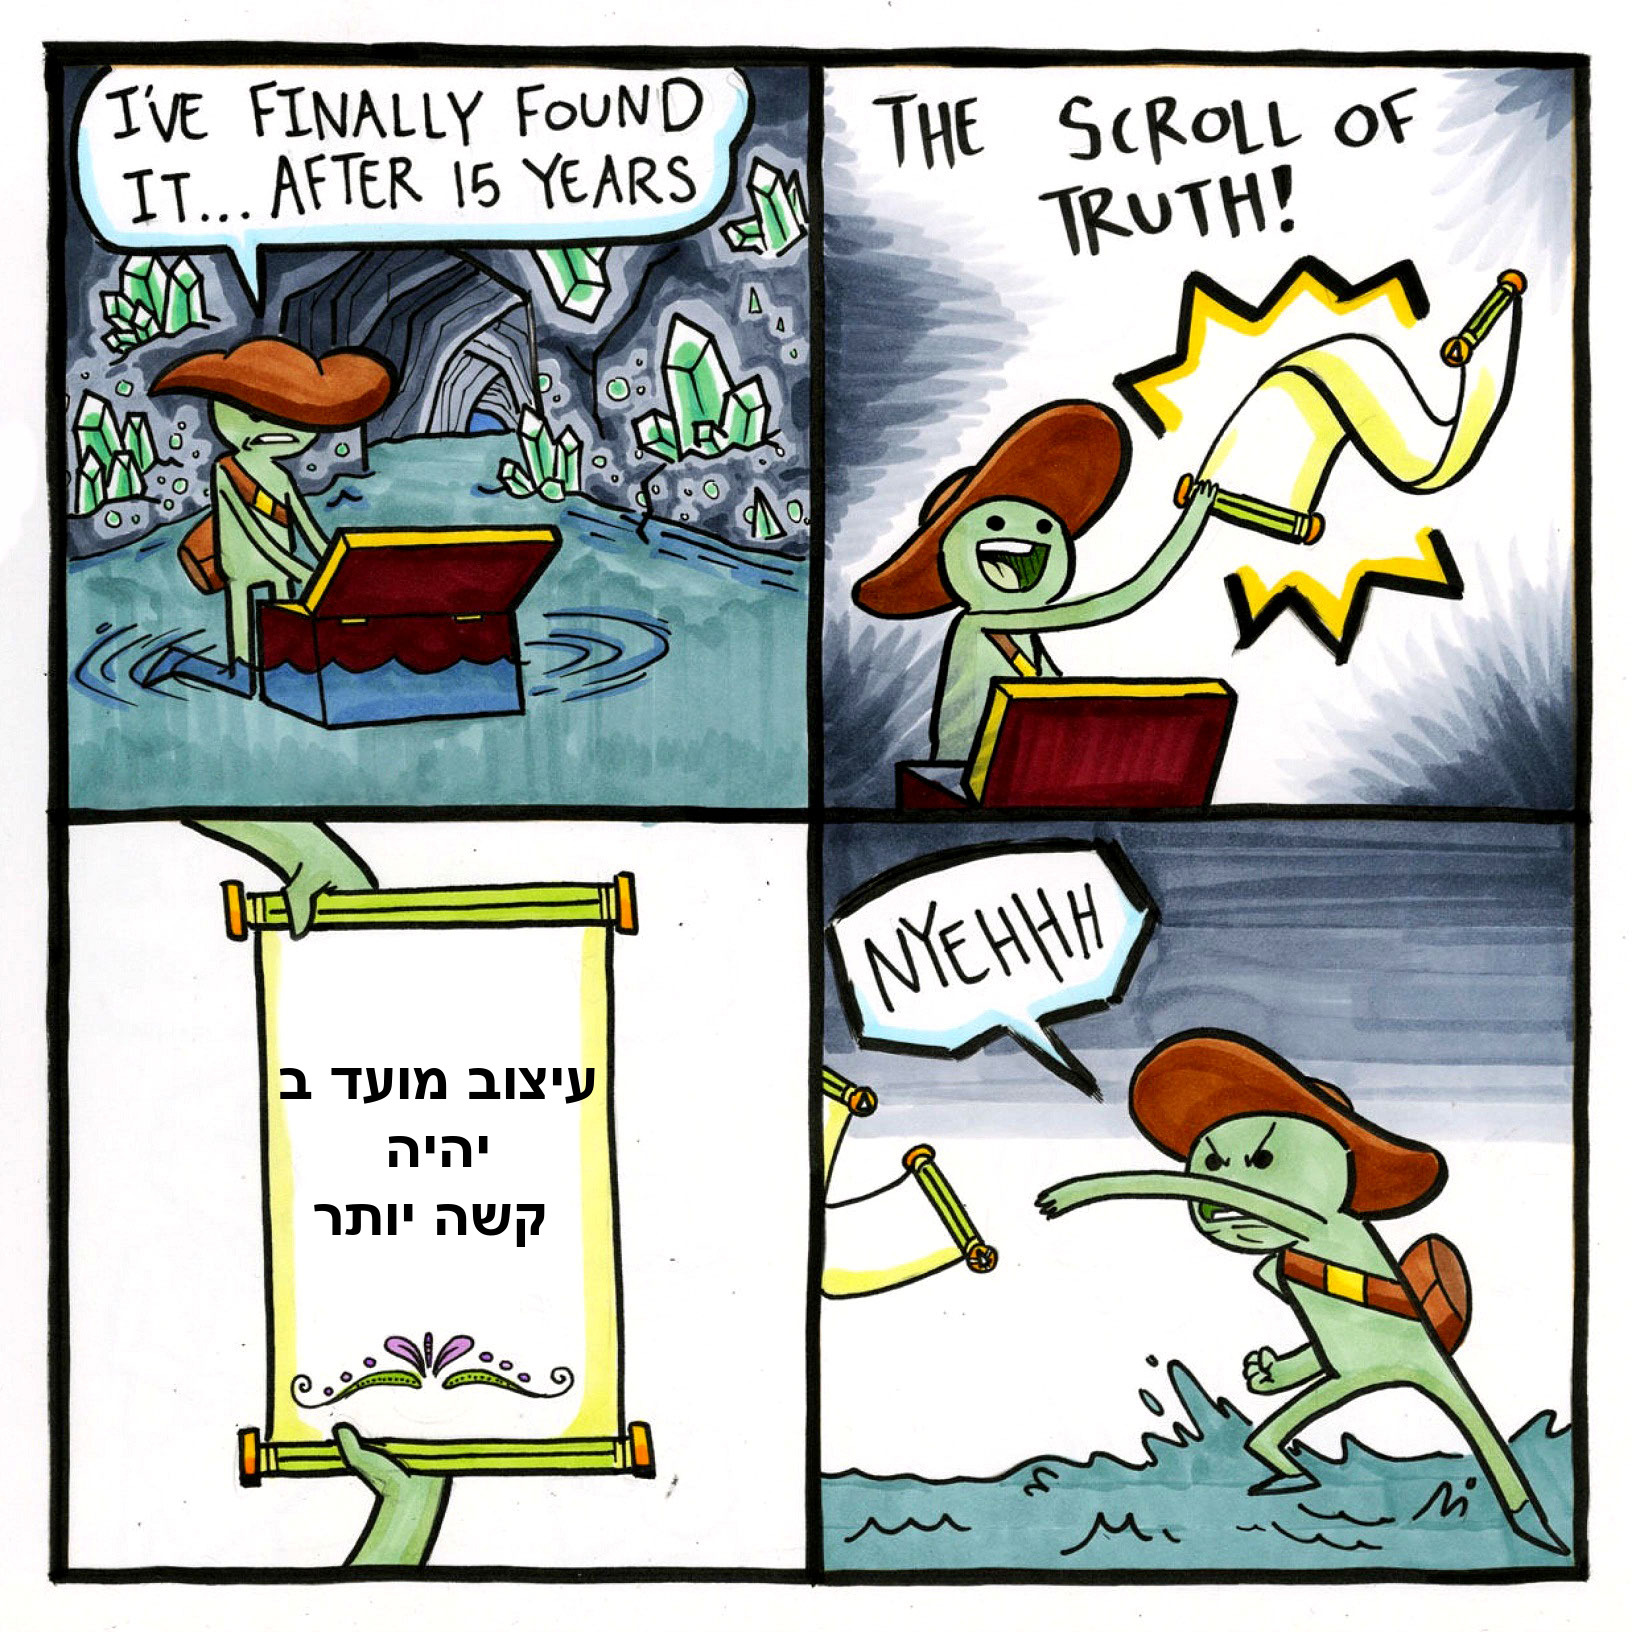 I'VE FINALLY FOUND
IT... AFTER 15 YEARS
THE SCROLL OF
TRUTH!
עיצוב מועד ב
יהיה
קשה יותר
NYEHHH